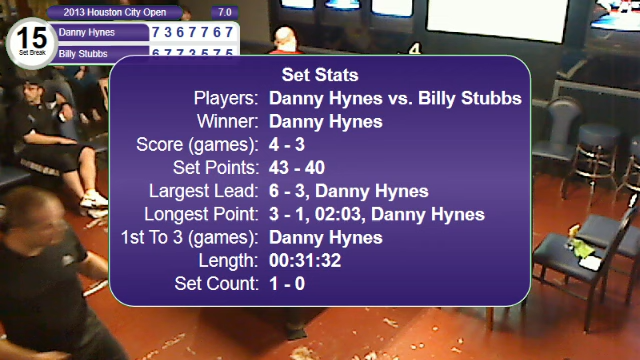 2013 Houston City Open 7.0
15
Set Break
Danny Hynes 7 3 6 7 7 6 7
Billy Stubbs 6 7 7 3 5 7 5
4
Set Stats
Players: Danny Hynes vs. Billy Stubbs
Winner: Danny Hynes
Score (games): 4 - 3
Set Points: 43 - 40
Largest Lead: 6 - 3, Danny Hynes
Longest Point: 3 - 1, 02:03, Danny Hynes
1st To 3 (games): Danny Hynes
Length: 00:31:32
Set Count: 1 - 0